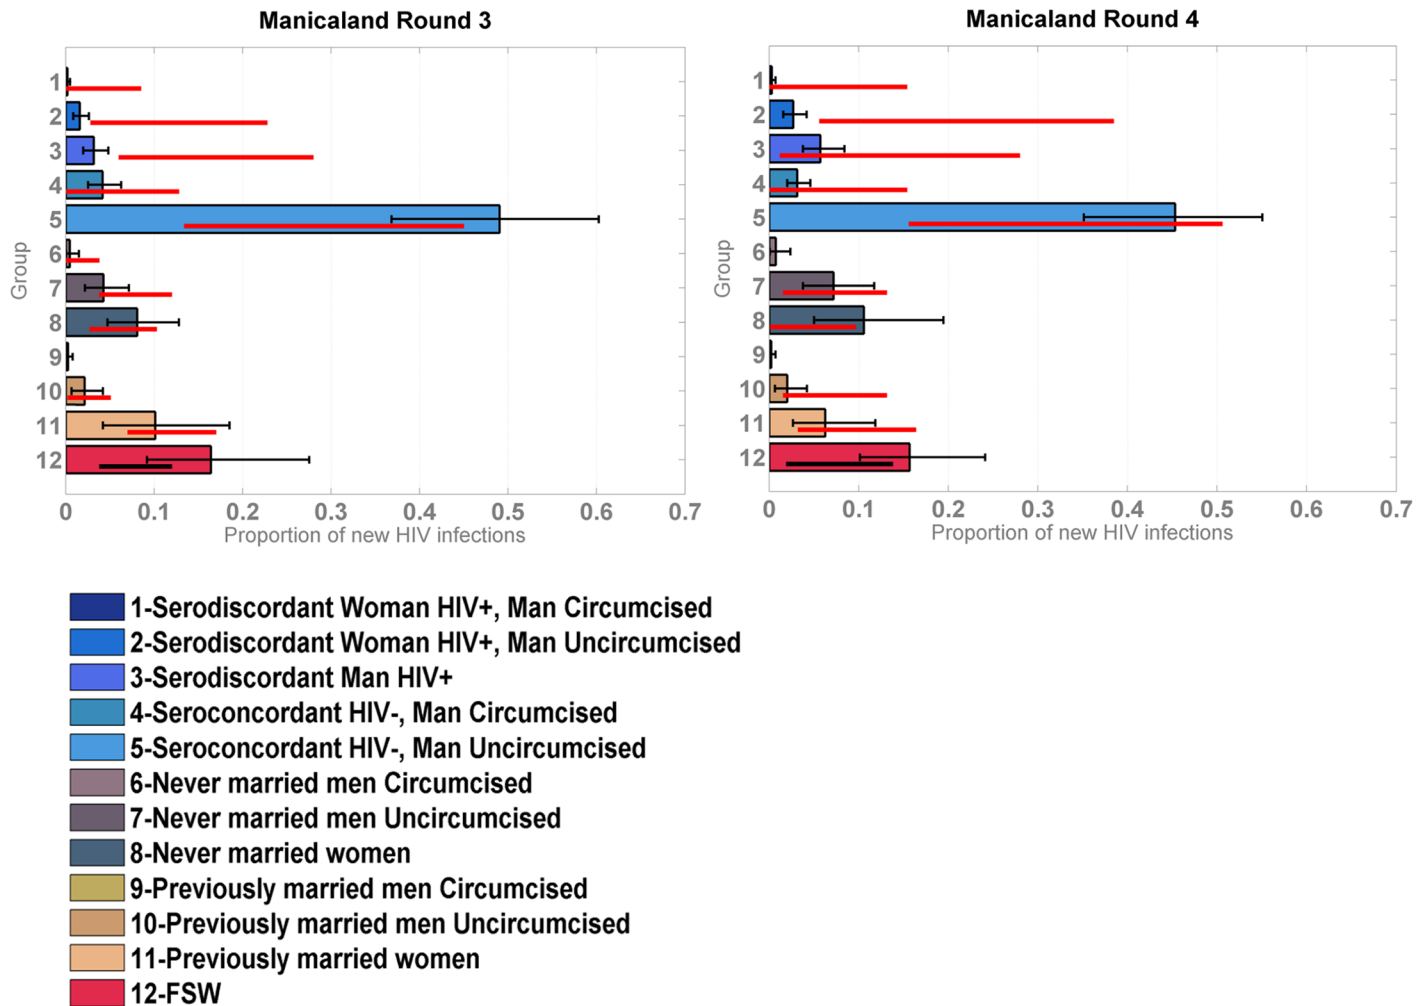 Manicaland Round 3
Group
1
2
3
4
5
6
7
8
9
10
11
12
0 0.1 0.2 0.3 0.4 0.5 0.6 0.7
Proportion of new HIV infections
Manicaland Round 4
Group
1
2
3
4
5
6
7
8
9
10
11
12
0 0.1 0.2 0.3 0.4 0.5 0.6 0.7
Proportion of new HIV infections
1-Serodiscordant Woman HIV+, Man Circumcised
2-Serodiscordant Woman HIV+, Man Uncircumcised
3-Serodiscordant Man HIV+
4-Seroconcordant HIV-, Man Circumcised
5-Seroconcordant HIV-, Man Uncircumcised
6-Never married men Circumcised
7-Never married men Uncircumcised
8-Never married women
9-Previously married men Circumcised
10-Previously married men Uncircumcised
11-Previously married women
12-FSW